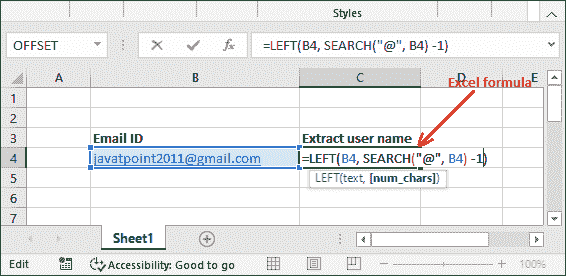 Styles
OFFSET
fx
=LEFT(B4, SEARCH("@", B4) -1)
A B C D E
Excel formula
1
2
3 Email ID Extract user name
4 javatpoint2011@gmail.com =LEFT(B4, SEARCH("@", B4) -1)
5 LEFT(text, [num_chars])
6
7
Sheet1
Edit Accessibility: Good to go 100%